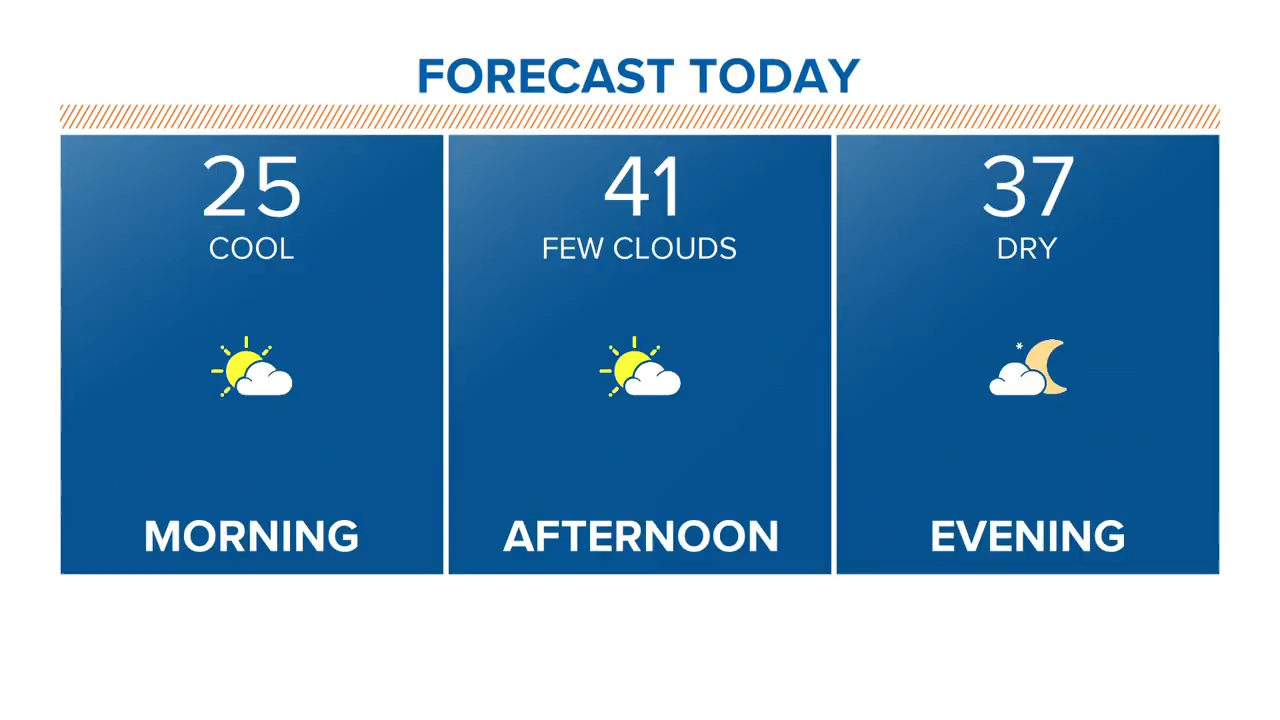 FORECAST TODAY
25
COOL
MORNING
41
FEW CLOUDS
AFTERNOON
37
DRY
EVENING